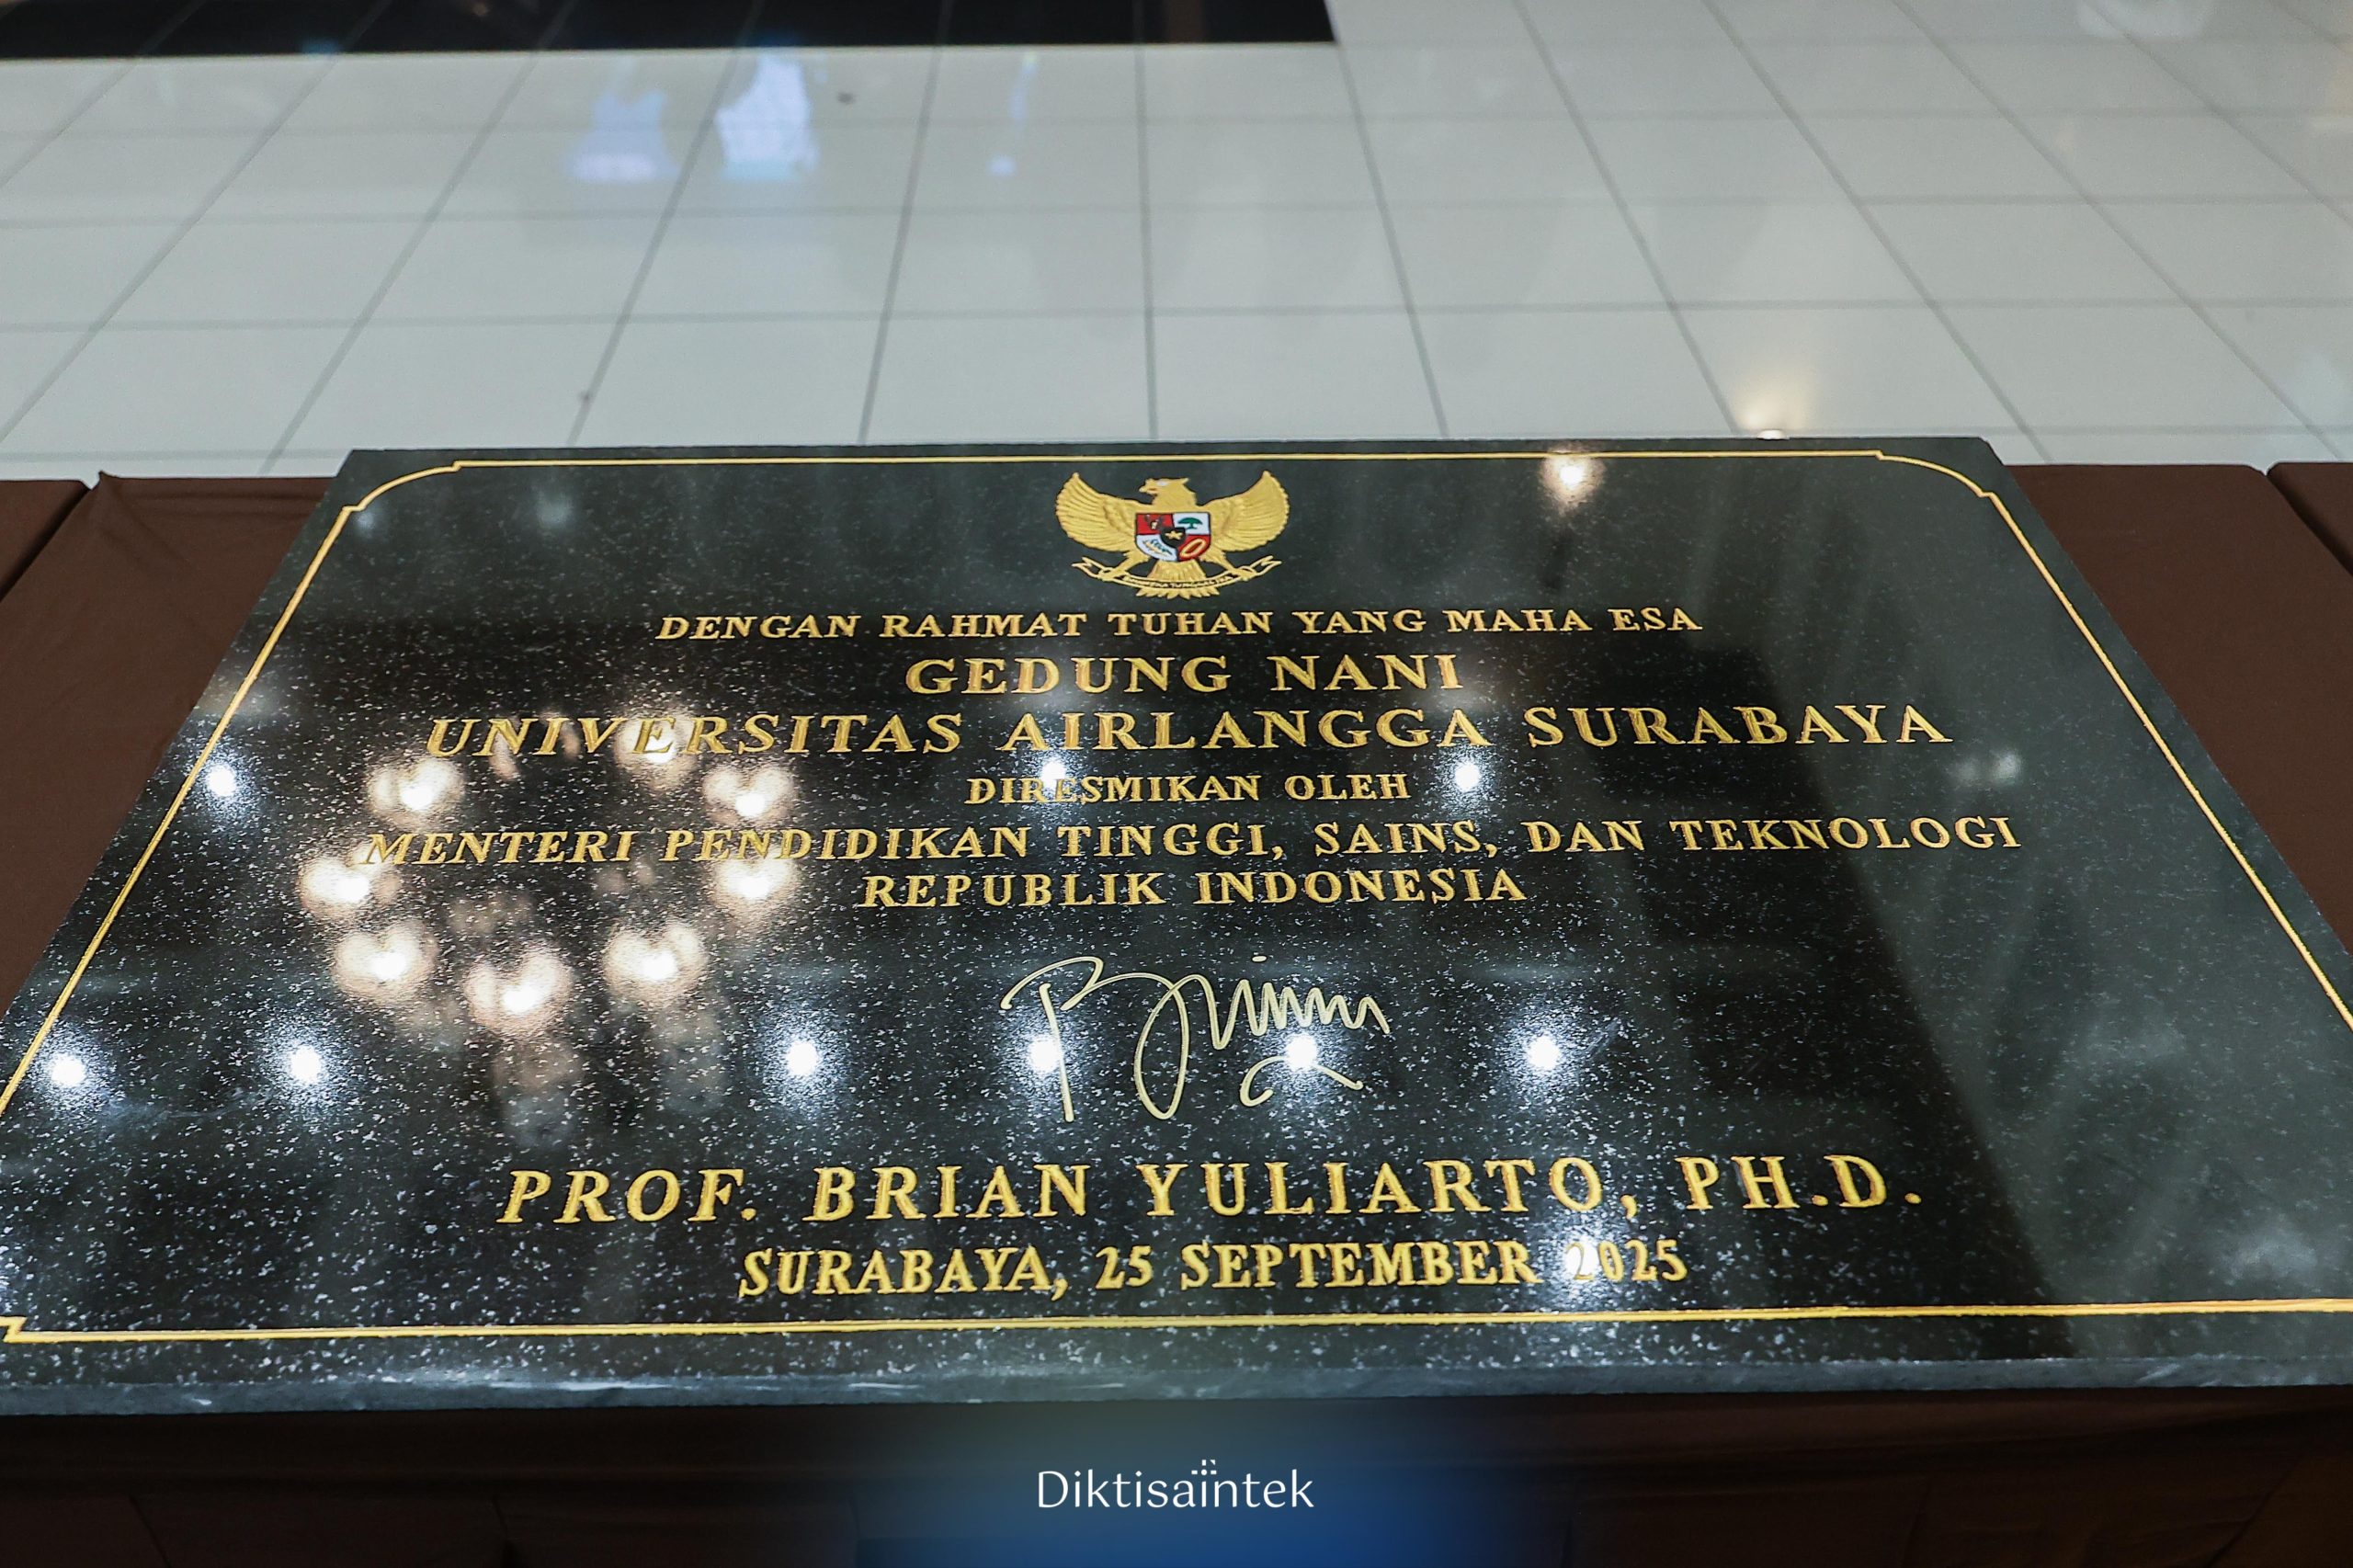 DENGAN RAHMAT TUHAN YANG MAHA ESA
GEDUNG NANI
UNIVERSITAS AIRLANGGA SURABAYA
DIRESMIKAN OLEH
MENTERI PENDIDIKAN TINGGI, SAINS, DAN TEKNOLOGI
REPUBLIK INDONESIA
PROF. BRIAN YULIARTO, PH.D.
SURABAYA, 25 SEPTEMBER 2025
Diktisaintek